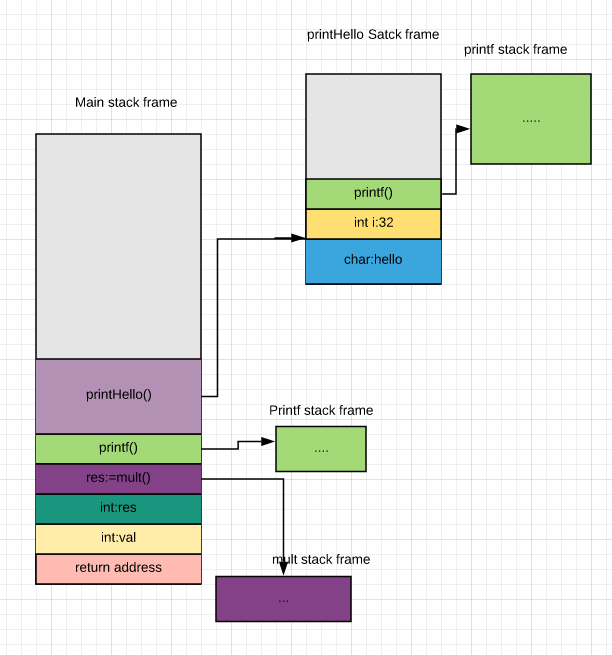 printHello Satck frame
printf stack frame
Main stack frame
.....
printf()
int i:32
char:hello
printHello()
Printf stack frame
printf()
....
res:=mult()
int:res
int:val
mult stack frame
return address
...